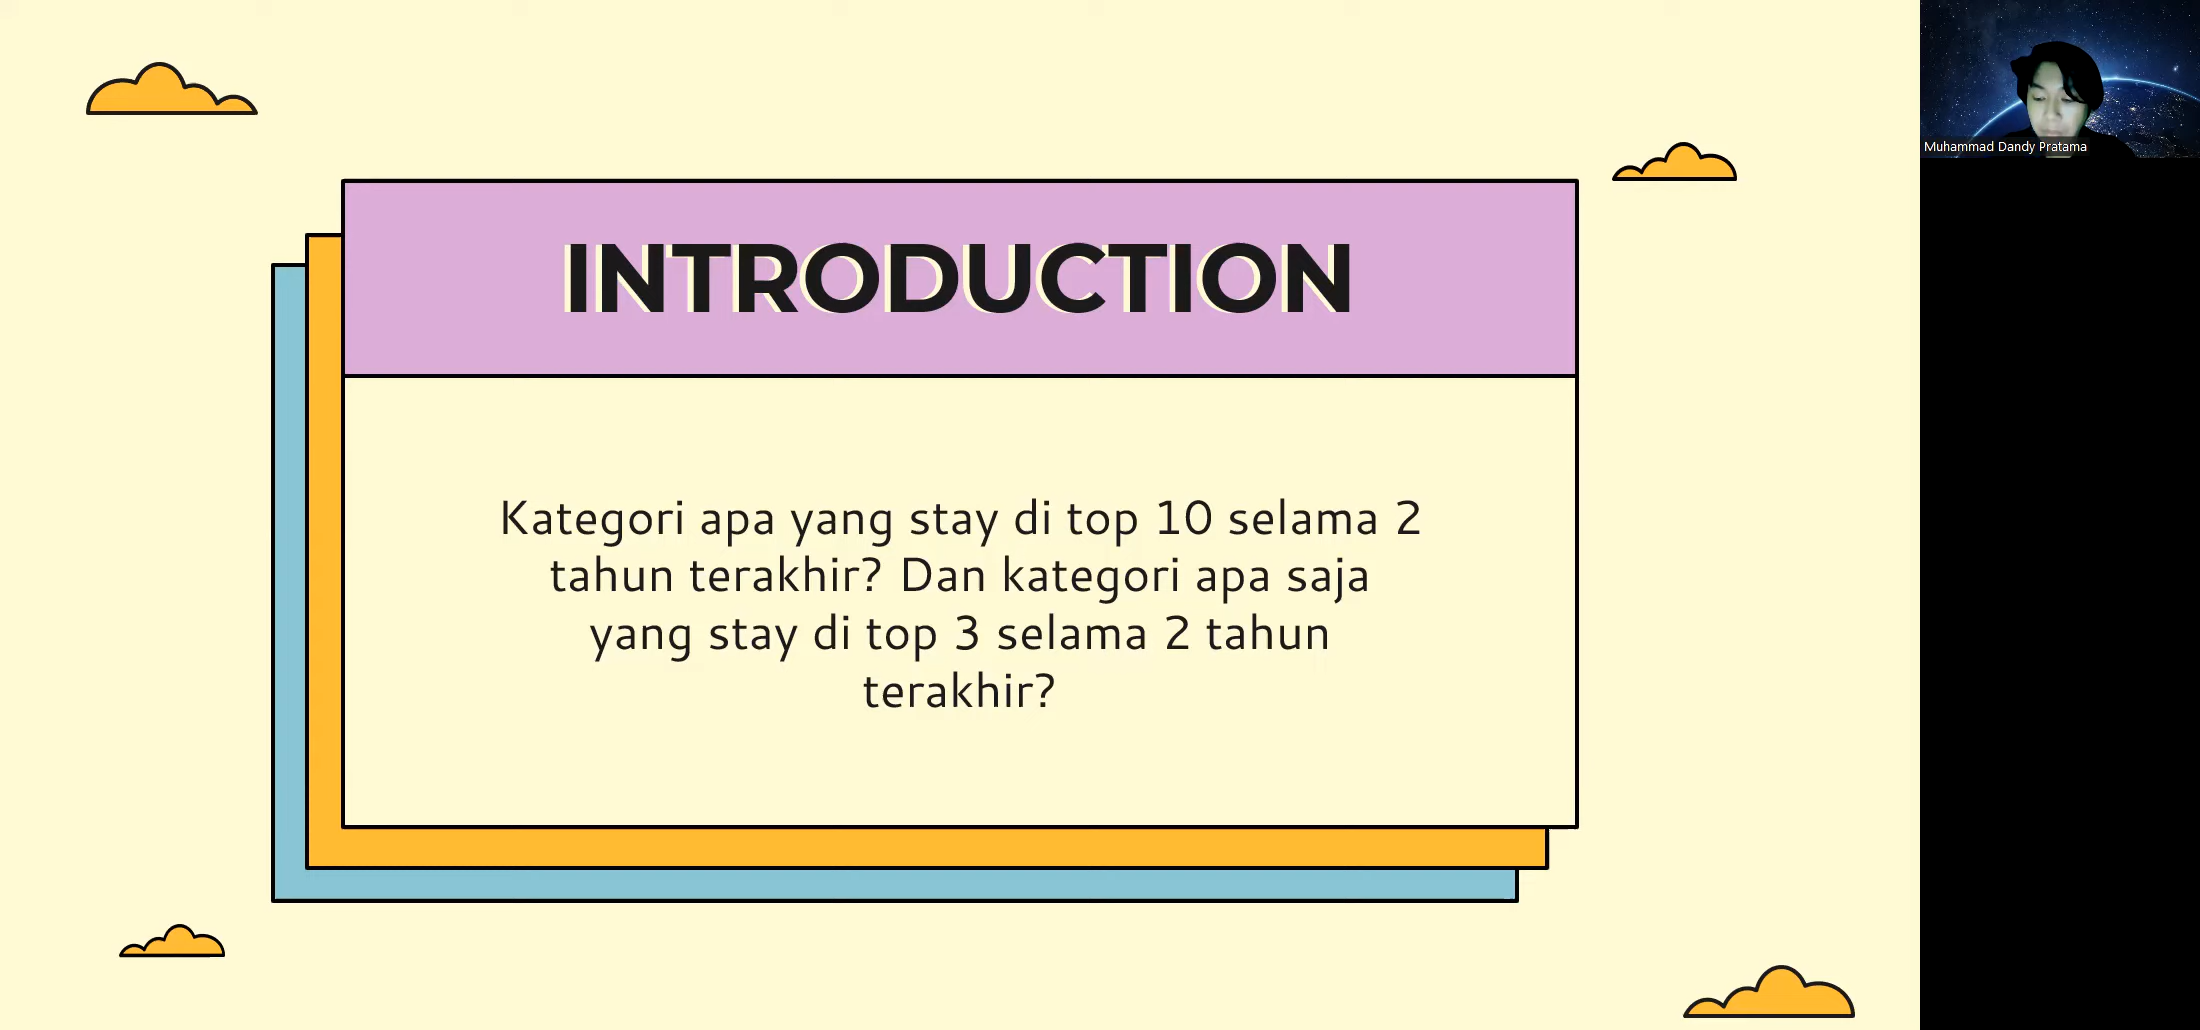 INTRODUCTION
Kategori apa yang stay di top 10 selama 2
tahun terakhir? Dan kategori apa saja
yang stay di top 3 selama 2 tahun
terakhir?
Muhammad Dandy Pratama